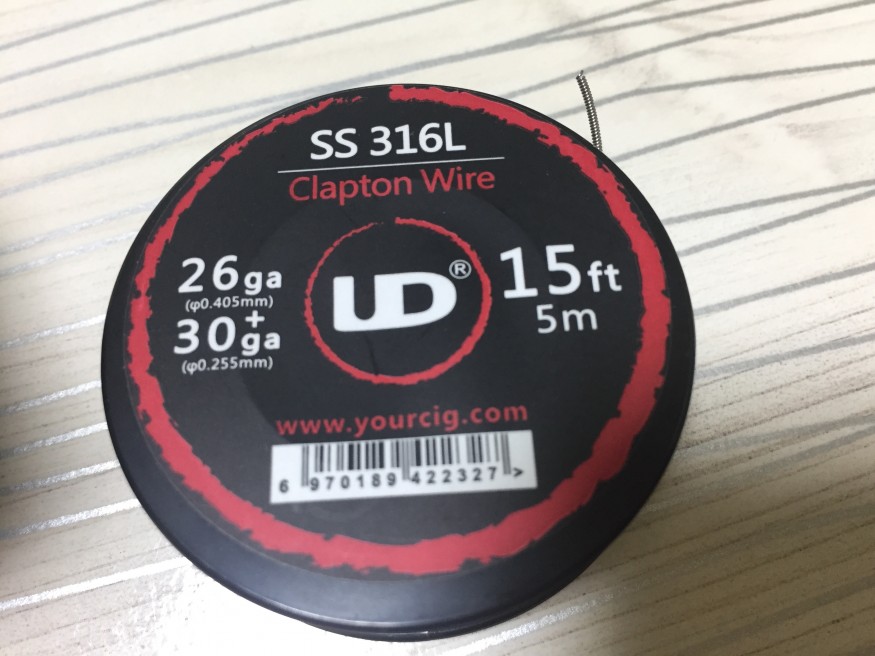 SS 316L
Clapton Wire
26ga
(φ0.405mm)
+
30ga
(φ0.255mm)
UD®
15ft
5m
www.yourcig.com
6 970189 422327 >